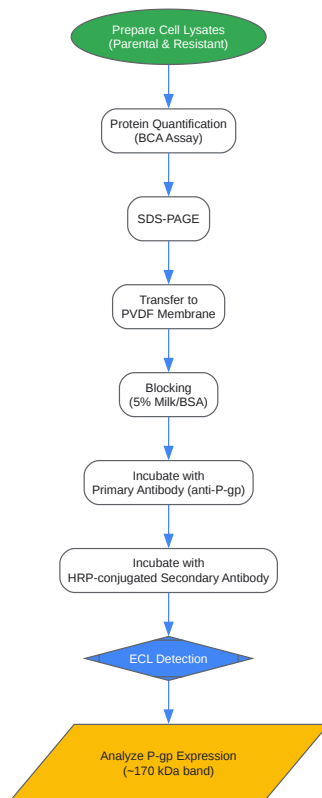 Prepare Cell Lysates
(Parental & Resistant)
Protein Quantification
(BCA Assay)
SDS-PAGE
Transfer to
PVDF Membrane
Blocking
(5% Milk/BSA)
Incubate with
Primary Antibody (anti-P-gp)
Incubate with
HRP-conjugated Secondary Antibody
ECL Detection
Analyze P-gp Expression
(~170 kDa band)